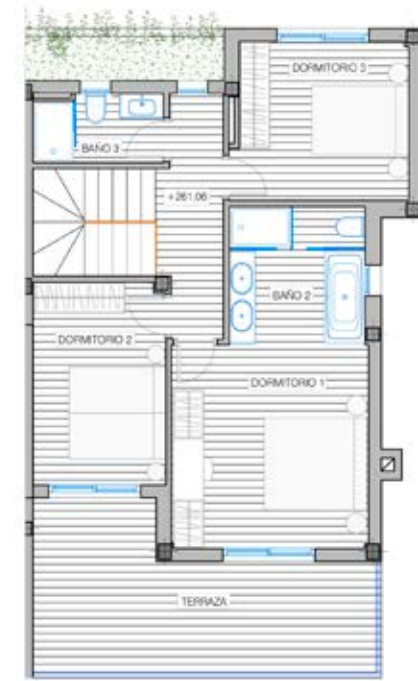 DORMITORIO 3
BAÑO 3
+261,06
BAÑO 2
DORMITORIO 2
DORMITORIO 1
TERRAZA